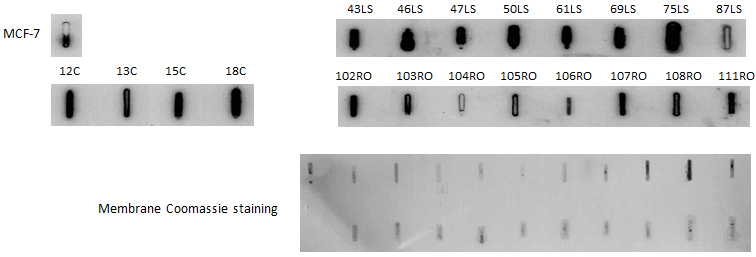 43LS 46LS 47LS 50LS 61LS 69LS 75LS 87LS
MCF-7
12C 13C 15C 18C
102RO 103RO 104RO 105RO 106RO 107RO 108RO 111RO
Membrane Coomassie staining